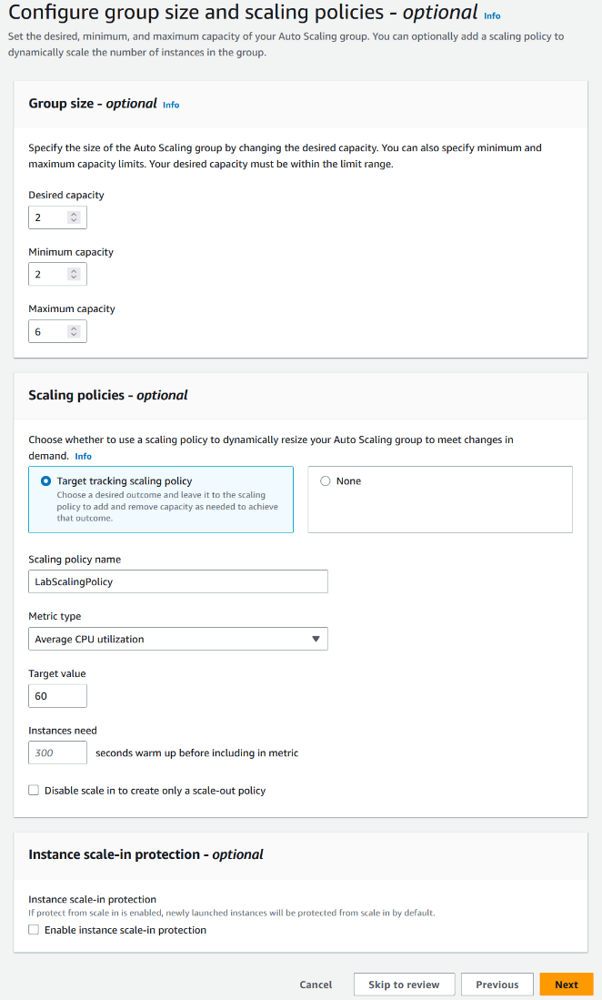 Configure group size and scaling policies - optional Info
Set the desired, minimum, and maximum capacity of your Auto Scaling group. You can optionally add a scaling policy to
dynamically scale the number of instances in the group.
Group size - optional Info
Specify the size of the Auto Scaling group by changing the desired capacity. You can also specify minimum and
maximum capacity limits. Your desired capacity must be within the limit range.
Desired capacity
2
Minimum capacity
2
Maximum capacity
6
Scaling policies - optional
Choose whether to use a scaling policy to dynamically resize your Auto Scaling group to meet changes in
demand. Info
Target tracking scaling policy
Choose a desired outcome and leave it to the scaling
policy to add and remove capacity as needed to achieve
that outcome.
None
Scaling policy name
LabScalingPolicy
Metric type
Average CPU utilization
Target value
60
Instances need
300 seconds warm up before including in metric
Disable scale in to create only a scale-out policy
Instance scale-in protection - optional
Instance scale-in protection
If protect from scale in is enabled, newly launched instances will be protected from scale in by default.
Enable instance scale-in protection
Cancel Skip to review Previous Next